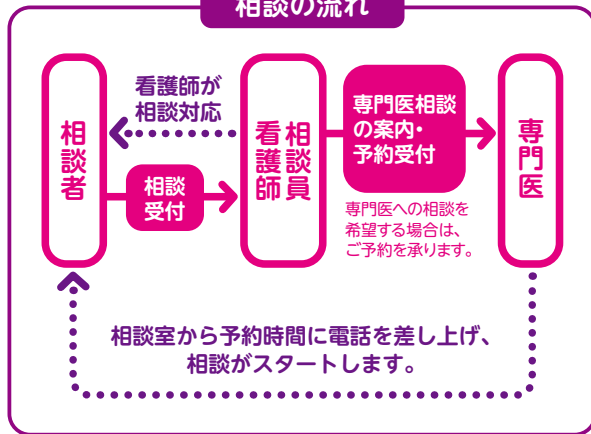 相談の流れ
相談者
看護師が
相談対応
相談
受付
相談員
看護師
専門医相談
の案内・
予約受付
専門医への相談を
希望する場合は、
ご予約を承ります。
専門医
相談室から予約時間に電話を差し上げ、
相談がスタートします。